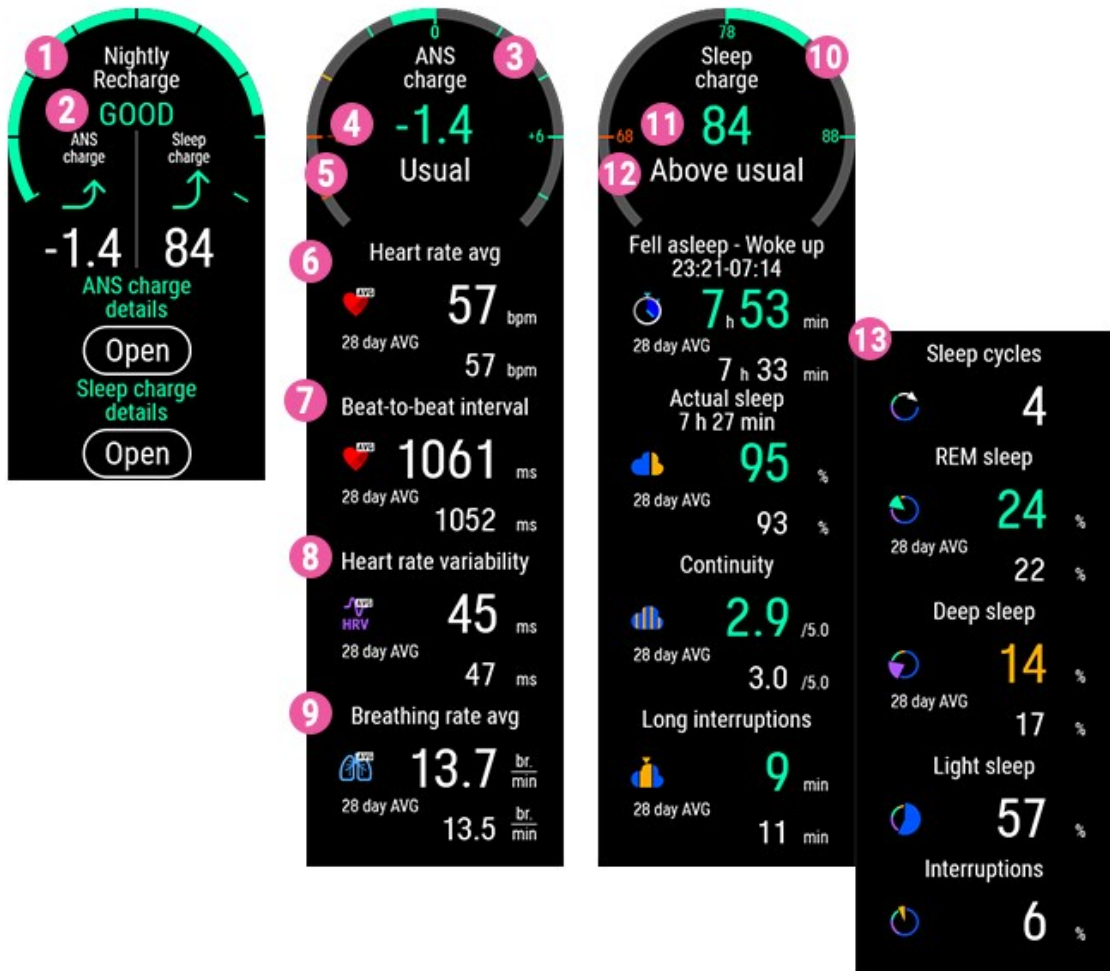 1
Nightly
Recharge
2
GOOD
ANS
charge
Sleep
charge
-1.4
84
ANS charge
details
Open
Sleep charge
details
Open
0
3
ANS
charge
4
-1.4
+6
5
Usual
6
Heart rate avg
AVG
57 bpm
28 day AVG
57 bpm
7
Beat-to-beat interval
AVG
1061 ms
28 day AVG
1052 ms
8
Heart rate variability
AVG
HRV
45 ms
28 day AVG
47 ms
9
Breathing rate avg
AVG
13.7 br.
min
28 day AVG
13.5 br.
min
78
10
Sleep
charge
68
11
84
88
12
Above usual
Fell asleep - Woke up
23:21-07:14
7 h 53 min
28 day AVG
7 h 33 min
Actual sleep
7 h 27 min
95 %
28 day AVG
93 %
Continuity
2.9 /5.0
28 day AVG
3.0 /5.0
Long interruptions
9 min
28 day AVG
11 min
13
Sleep cycles
4
REM sleep
24 %
28 day AVG
22 %
Deep sleep
14 %
28 day AVG
17 %
Light sleep
57 %
Interruptions
6 %